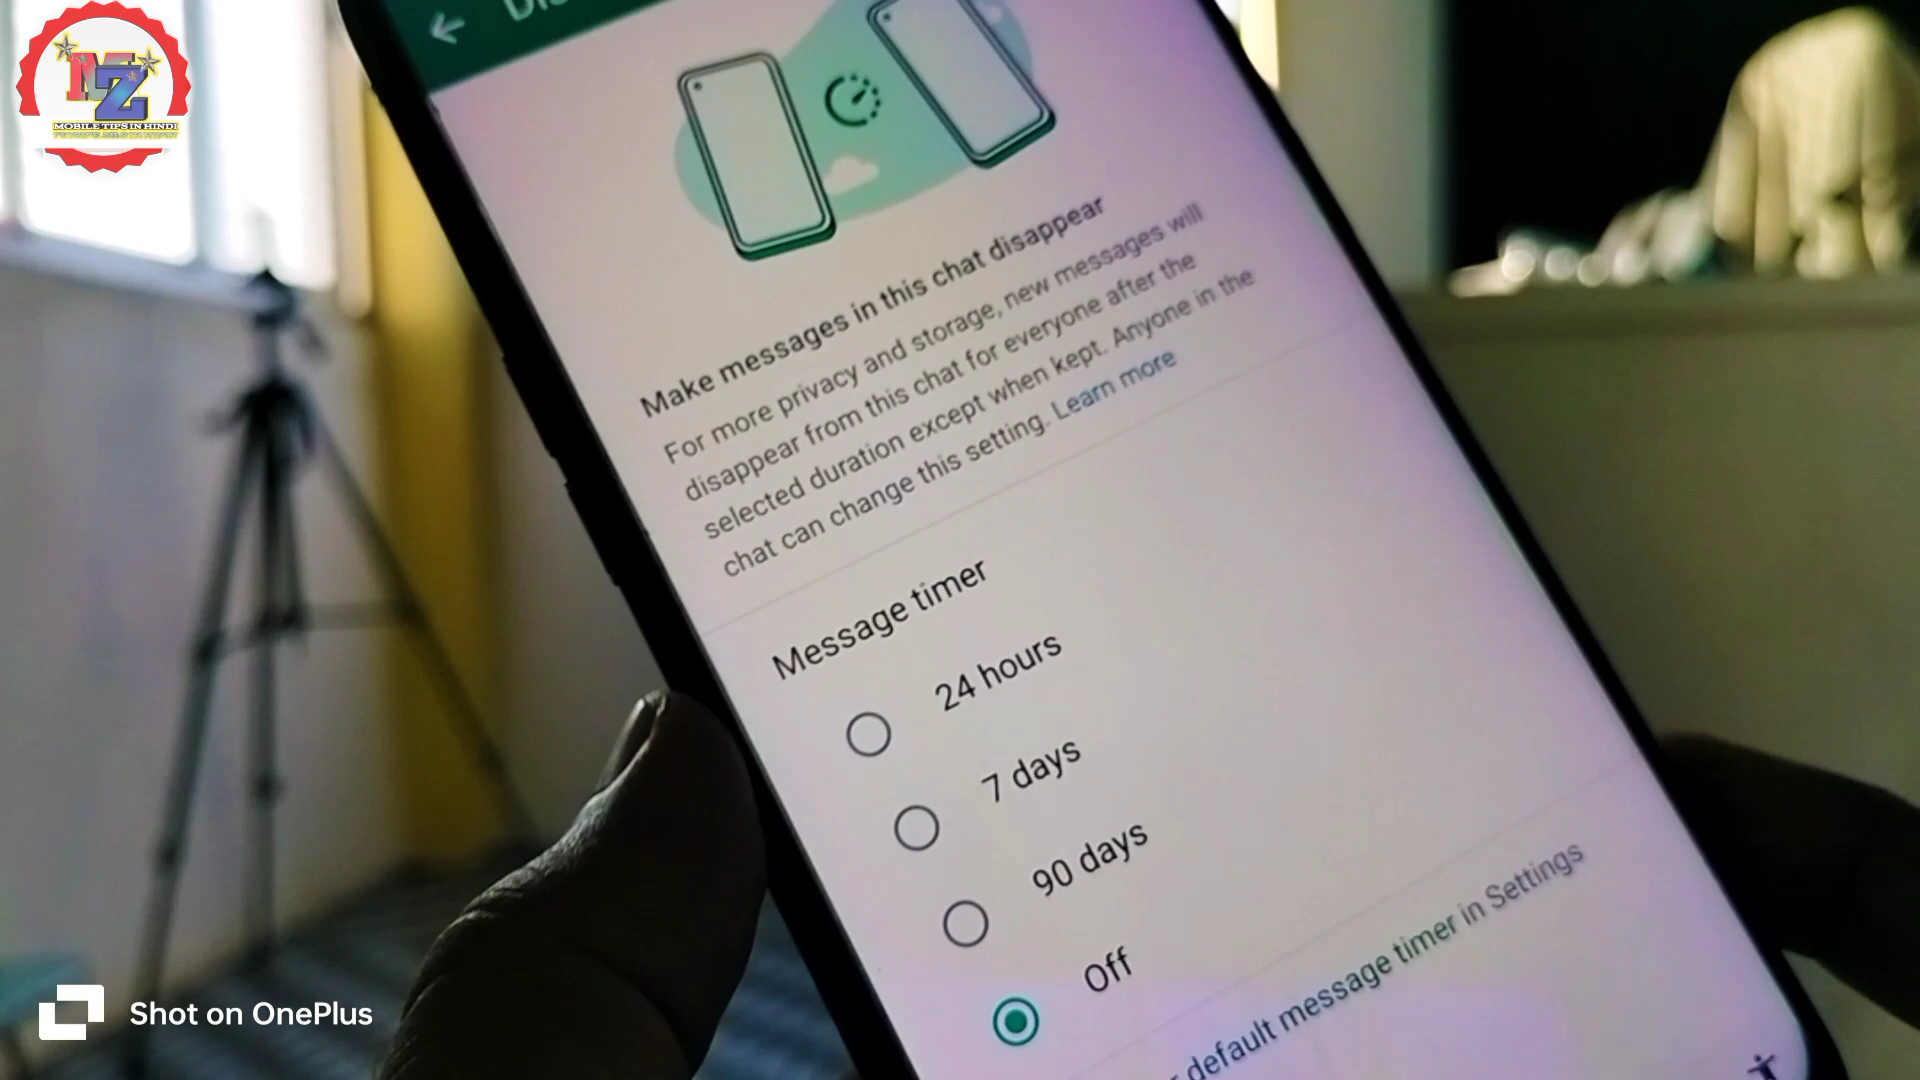 MZ
MOBILE TIPS IN HINDI
Make messages in this chat disappear
For more privacy and storage, new messages will
disappear from this chat for everyone after the
selected duration except when kept. Anyone in the
chat can change this setting. Learn more
Message timer
24 hours
7 days
90 days
Off
default message timer in Settings
Shot on OnePlus